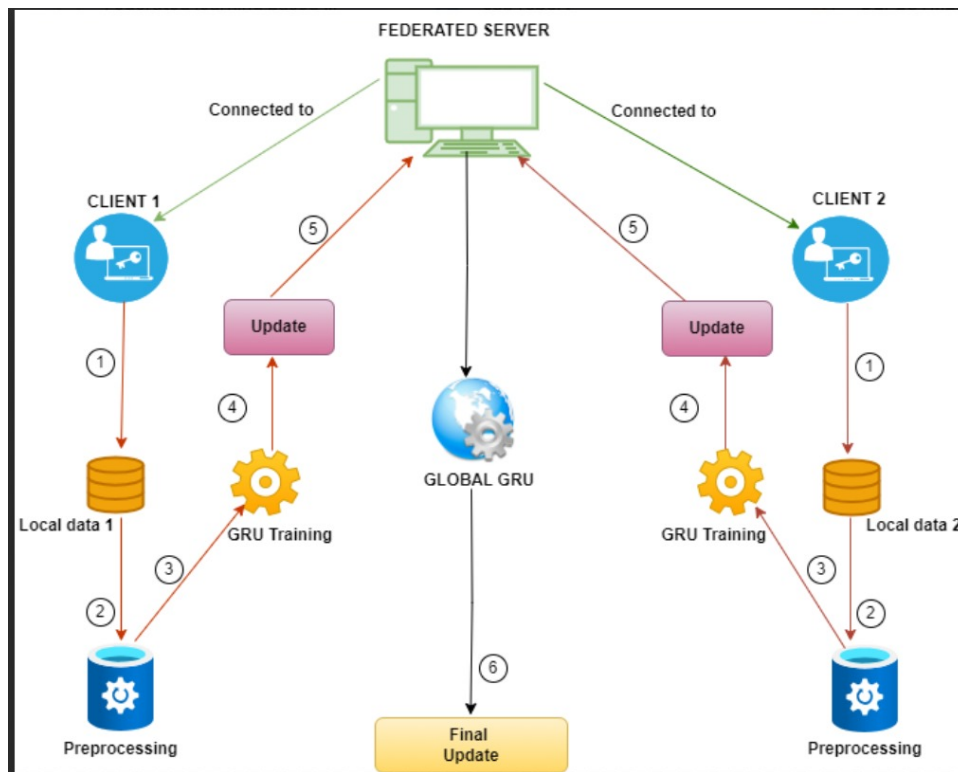 FEDERATED SERVER
Connected to
Connected to
CLIENT 1
CLIENT 2
5
5
Update
Update
1
1
4
4
GLOBAL GRU
Local data 1
GRU Training
GRU Training
Local data 2
3
3
2
2
6
Preprocessing
Final
Update
Preprocessing